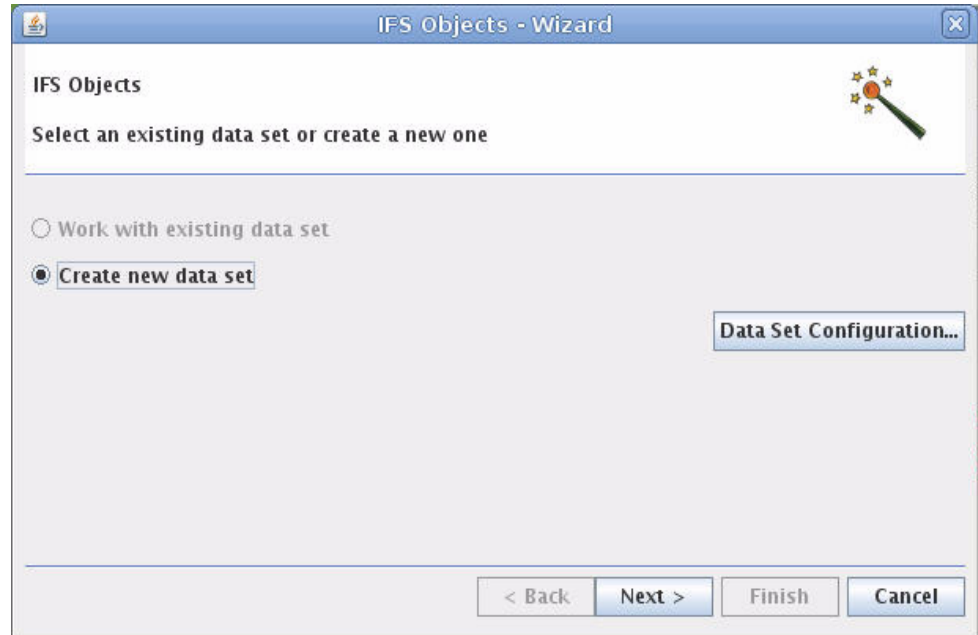 IFS Objects - Wizard
IFS Objects
Select an existing data set or create a new one
Work with existing data set
Create new data set
Data Set Configuration...
< Back Next > Finish Cancel